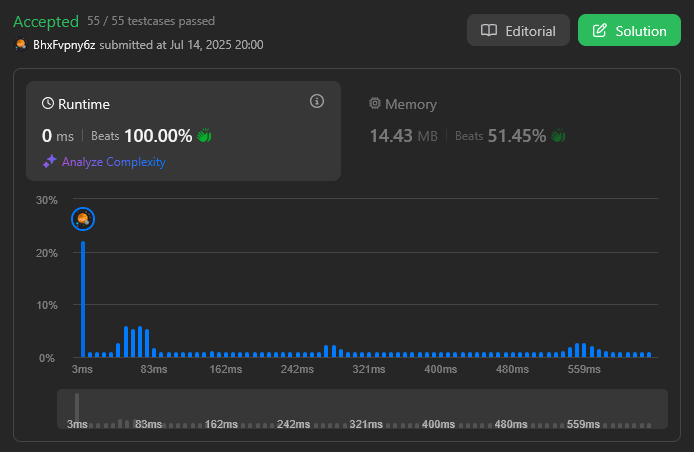 Accepted 55 / 55 testcases passed
BhxFvpny6z submitted at Jul 14, 2025 20:00
Editorial
Solution
Runtime
0 ms | Beats 100.00%
Analyze Complexity
Memory
14.43 MB | Beats 51.45%
30%
20%
10%
0%
3ms 83ms 162ms 242ms 321ms 400ms 480ms 559ms
3ms 83ms 162ms 242ms 321ms 400ms 480ms 559ms